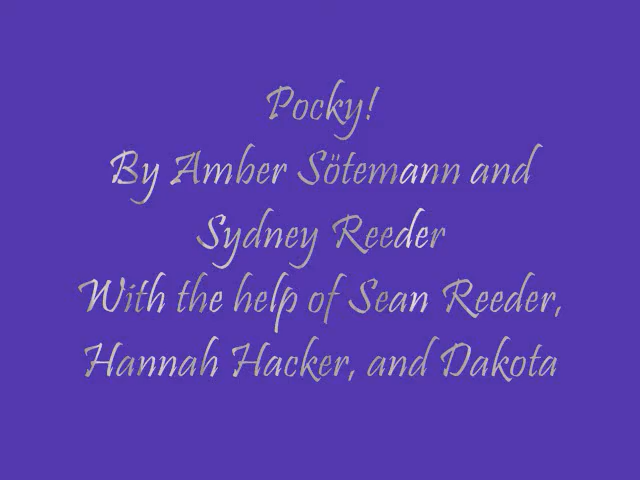 Pocky!
By Amber Sötemann and
Sydney Reeder
With the help of Sean Reeder,
Hannah Hacker, and Dakota